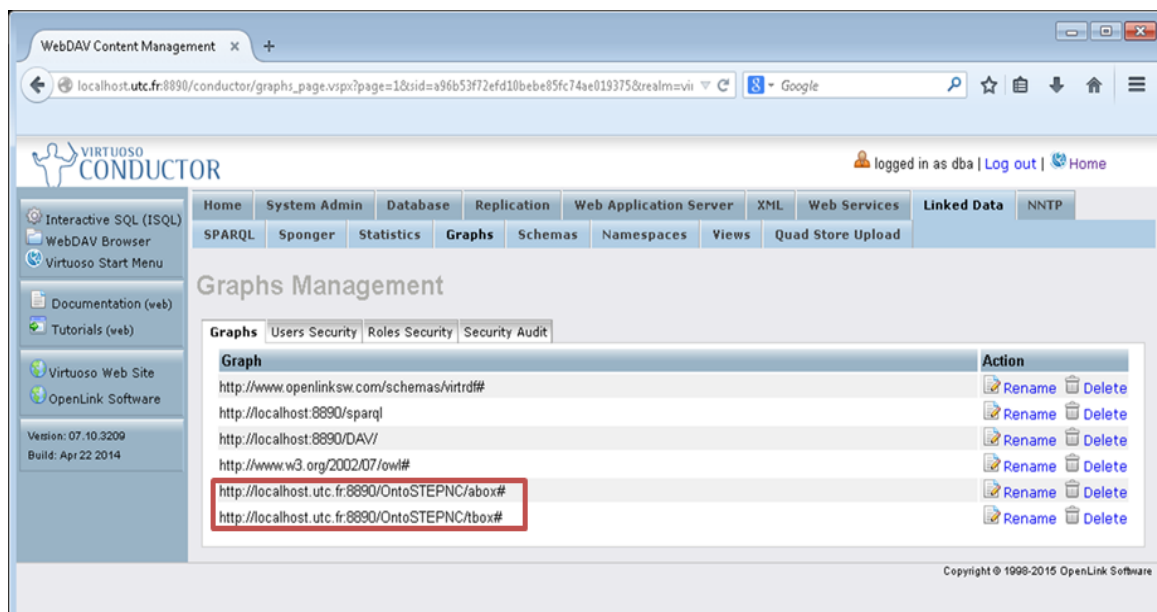 WebDAV Content Management × +
localhost.utc.fr:8890/conductor/graphs_page.vspx?page=1&sid=a96b53f72efd10bebe85fc74ae019375&realm=vir
8 Google
VIRTUOSO
CONDUCTOR
logged in as dba | Log out | Home
Interactive SQL (ISQL)
WebDAV Browser
Virtuoso Start Menu
Documentation (web)
Tutorials (web)
Virtuoso Web Site
OpenLink Software
Version: 07.10.3209
Build: Apr 22 2014
Home System Admin Database Replication Web Application Server XML Web Services Linked Data NNTP
SPARQL Sponger Statistics Graphs Schemas Namespaces Views Quad Store Upload
Graphs Management
Graphs Users Security Roles Security Security Audit
Graph Action
http://www.openlinksw.com/schemas/virtrdf# Rename Delete
http://localhost:8890/sparql Rename Delete
http://localhost:8890/DAV/ Rename Delete
http://www.w3.org/2002/07/owl# Rename Delete
http://localhost.utc.fr:8890/OntoSTEPNC/abox# Rename Delete
http://localhost.utc.fr:8890/OntoSTEPNC/tbox# Rename Delete
Copyright © 1998-2015 OpenLink Software